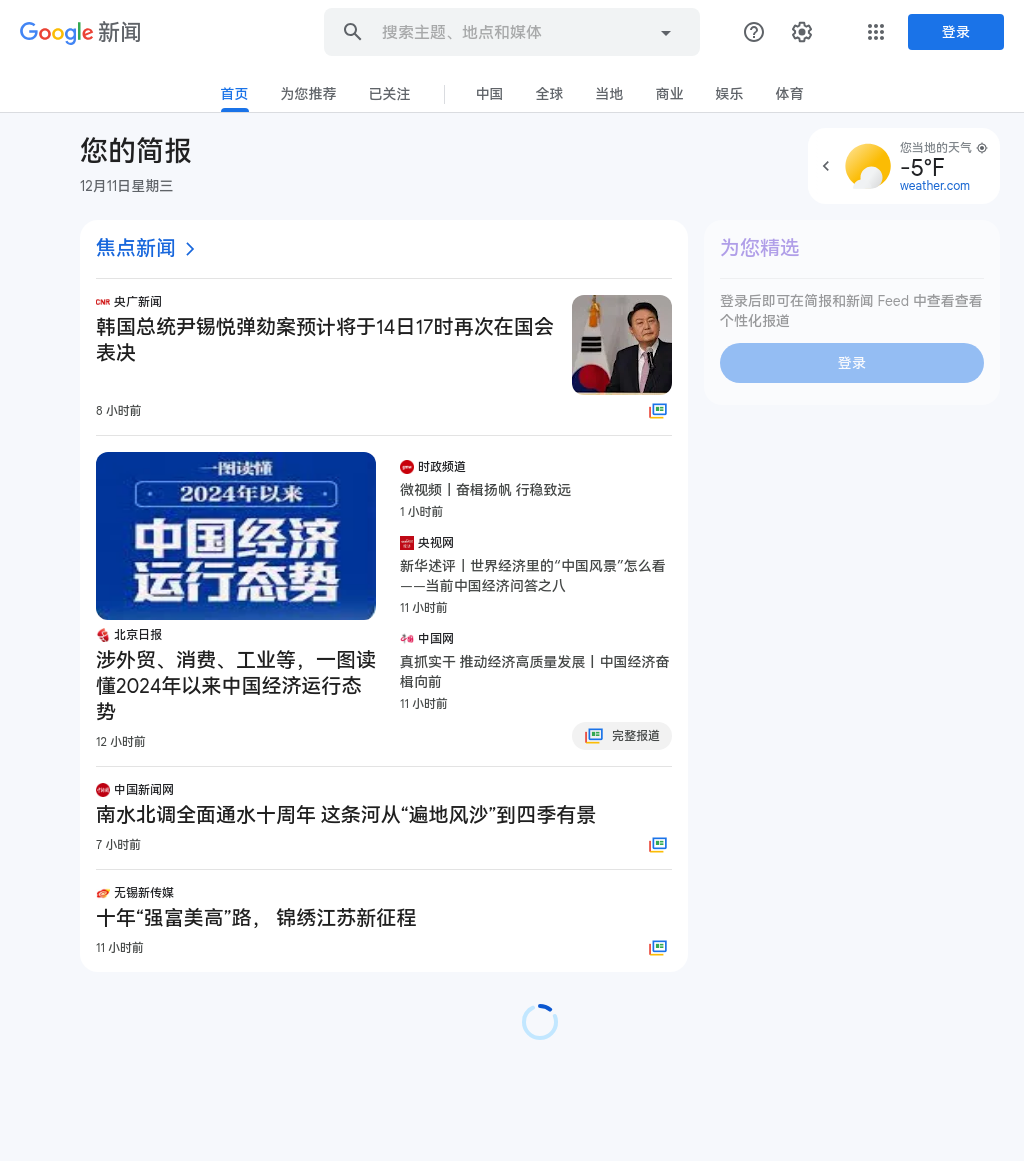 Google 新闻
搜索主题、地点和媒体
登录
首页
为您推荐
已关注
中国
全球
当地
商业
娱乐
体育
您的简报
12月11日星期三
您当地的天气
-5°F
weather.com
焦点新闻
CNR 央广新闻
韩国总统尹锡悦弹劾案预计将于14日17时再次在国会
表决
8 小时前
一图读懂
2024年以来
中国经济
运行态势
北京日报
涉外贸、消费、工业等，一图读
懂2024年以来中国经济运行态
势
12 小时前
时政频道
微视频丨奋楫扬帆 行稳致远
1 小时前
央视网
新华述评丨世界经济里的“中国风景”怎么看
——当前中国经济问答之八
11 小时前
中国网
真抓实干 推动经济高质量发展丨中国经济奋
楫向前
11 小时前
完整报道
中国新闻网
南水北调全面通水十周年 这条河从“遍地风沙”到四季有景
7 小时前
无锡新传媒
十年“强富美高”路， 锦绣江苏新征程
11 小时前
为您精选
登录后即可在简报和新闻 Feed 中查看查看
个性化报道
登录